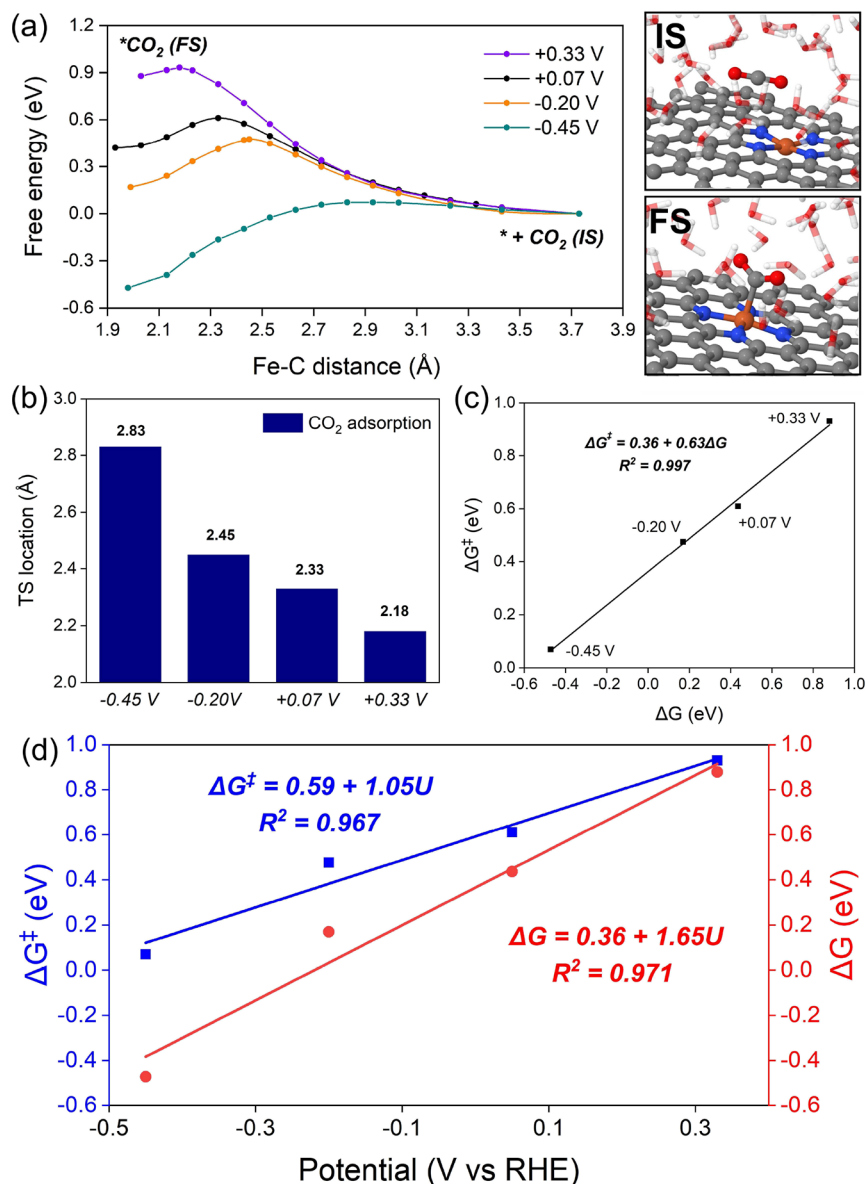 (a)
*CO₂ (FS)
+0.33 V
+0.07 V
-0.20 V
-0.45 V
* + CO₂ (IS)
Free energy (eV)
1.2
0.9
0.6
0.3
0.0
-0.3
-0.6
1.9 2.1 2.3 2.5 2.7 2.9 3.1 3.3 3.5 3.7 3.9
Fe-C distance (Å)
IS
FS
(b)
CO₂ adsorption
TS location (Å)
3.0
2.8
2.6
2.4
2.2
2.0
2.83
2.45
2.33
2.18
-0.45 V -0.20V +0.07 V +0.33 V
(c)
ΔG‡ = 0.36 + 0.63ΔG
R² = 0.997
+0.33 V
+0.07 V
-0.20 V
-0.45 V
ΔG‡ (eV)
1.0
0.8
0.6
0.4
0.2
0.0
-0.6 -0.4 -0.2 0.0 0.2 0.4 0.6 0.8 1.0
ΔG (eV)
(d)
ΔG‡ = 0.59 + 1.05U
R² = 0.967
ΔG = 0.36 + 1.65U
R² = 0.971
ΔG‡ (eV)
1.0
0.8
0.6
0.4
0.2
0.0
-0.2
-0.4
-0.6
ΔG (eV)
1.0
0.8
0.6
0.4
0.2
0.0
-0.2
-0.4
-0.6
-0.5 -0.3 -0.1 0.1 0.3
Potential (V vs RHE)